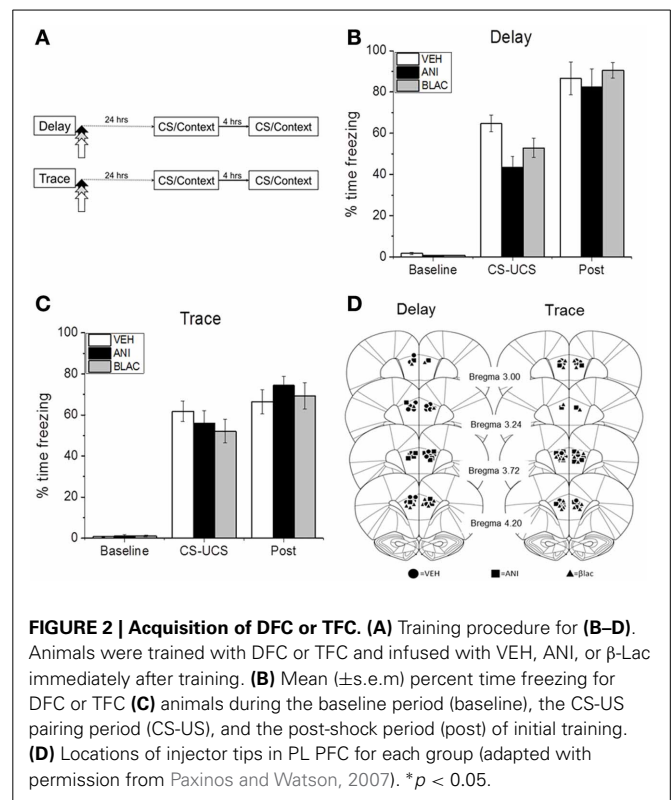 A
Delay
24 hrs
CS/Context
4 hrs
CS/Context
Trace
24 hrs
CS/Context
4 hrs
CS/Context
B
Delay
VEH
ANI
BLAC
% time freezing
100
80
60
40
20
0
Baseline
CS-UCS
Post
C
Trace
VEH
ANI
BLAC
% time freezing
100
80
60
40
20
0
Baseline
CS-UCS
Post
D
Delay
Trace
Bregma 3.00
Bregma 3.24
Bregma 3.72
Bregma 4.20
●=VEH ■=ANI ▲=βlac
FIGURE 2 | Acquisition of DFC or TFC. (A) Training procedure for (B–D).
Animals were trained with DFC or TFC and infused with VEH, ANI, or β-Lac
immediately after training. (B) Mean (±s.e.m) percent time freezing for
DFC or TFC (C) animals during the baseline period (baseline), the CS-US
pairing period (CS-US), and the post-shock period (post) of initial training.
(D) Locations of injector tips in PL PFC for each group (adapted with
permission from Paxinos and Watson, 2007). *p < 0.05.